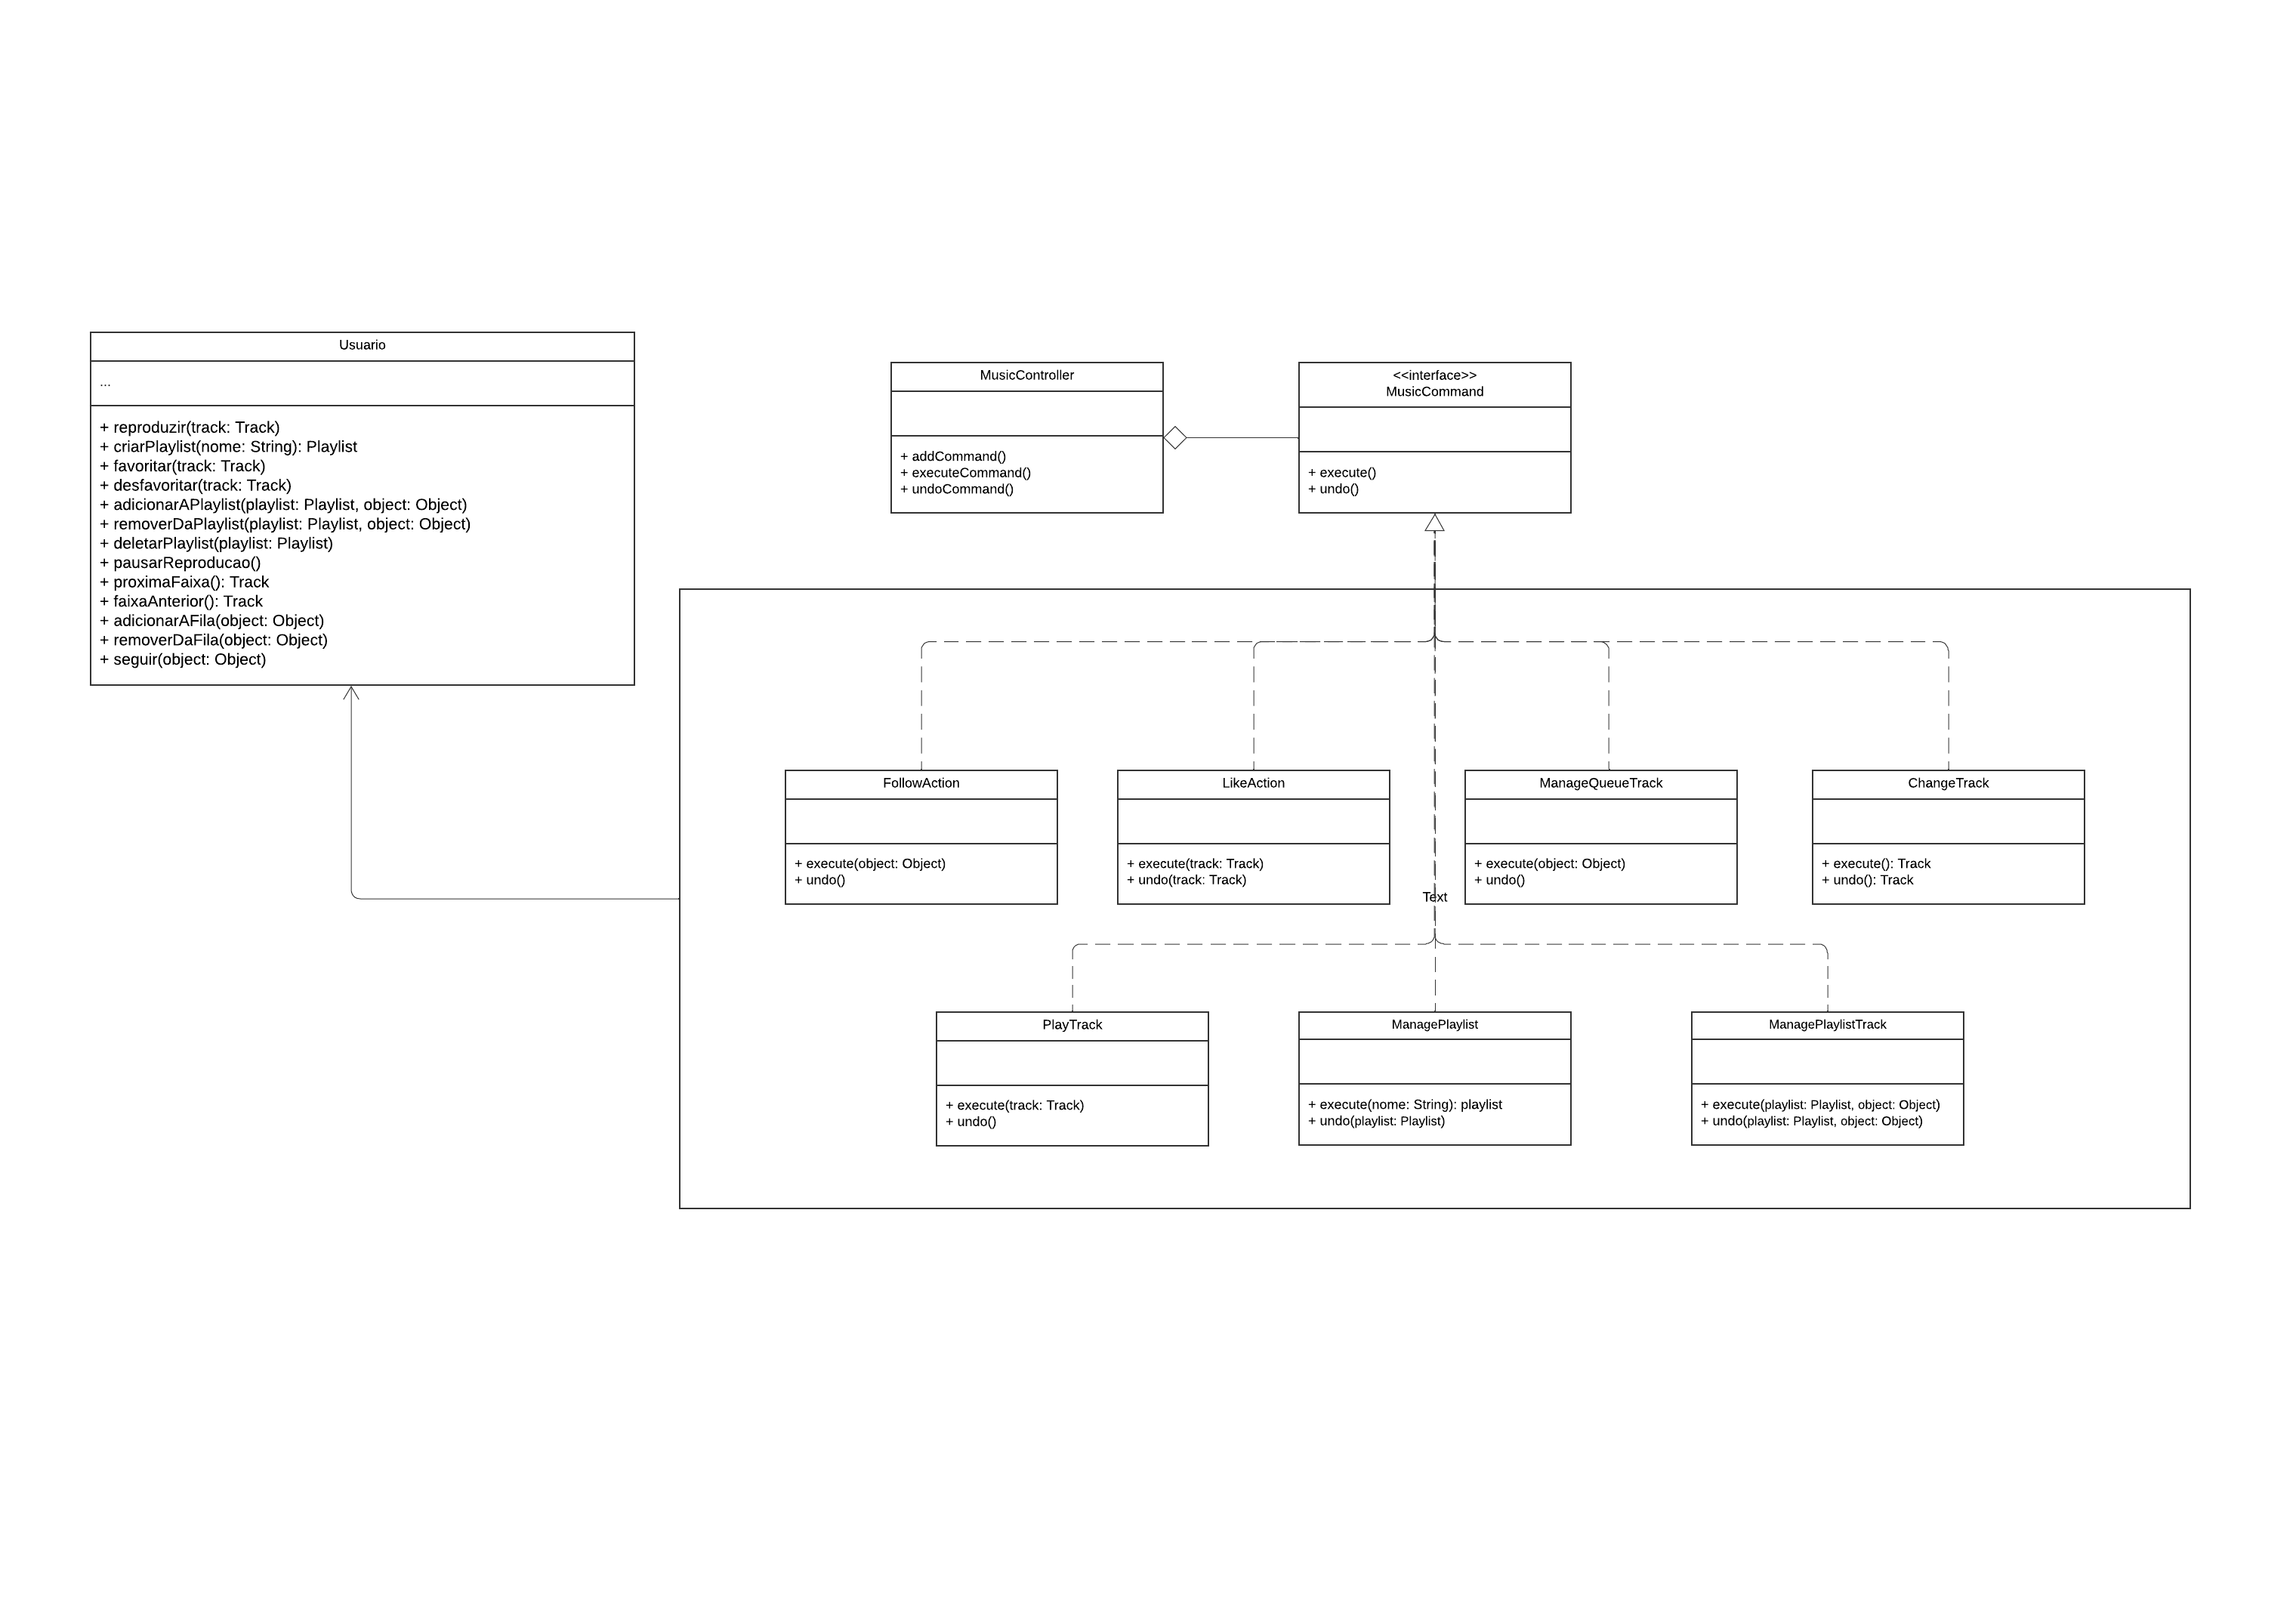 Usuario
...
+ reproduzir(track: Track)
+ criarPlaylist(nome: String): Playlist
+ favoritar(track: Track)
+ desfavoritar(track: Track)
+ adicionarAPlaylist(playlist: Playlist, object: Object)
+ removerDaPlaylist(playlist: Playlist, object: Object)
+ deletarPlaylist(playlist: Playlist)
+ pausarReproducao()
+ proximaFaixa(): Track
+ faixaAnterior(): Track
+ adicionarAFila(object: Object)
+ removerDaFila(object: Object)
+ seguir(object: Object)
MusicController
+ addCommand()
+ executeCommand()
+ undoCommand()
<<interface>>
MusicCommand
+ execute()
+ undo()
FollowAction
+ execute(object: Object)
+ undo()
LikeAction
+ execute(track: Track)
+ undo(track: Track)
ManageQueueTrack
+ execute(object: Object)
+ undo()
ChangeTrack
+ execute(): Track
+ undo(): Track
Text
PlayTrack
+ execute(track: Track)
+ undo()
ManagePlaylist
+ execute(nome: String): playlist
+ undo(playlist: Playlist)
ManagePlaylistTrack
+ execute(playlist: Playlist, object: Object)
+ undo(playlist: Playlist, object: Object)